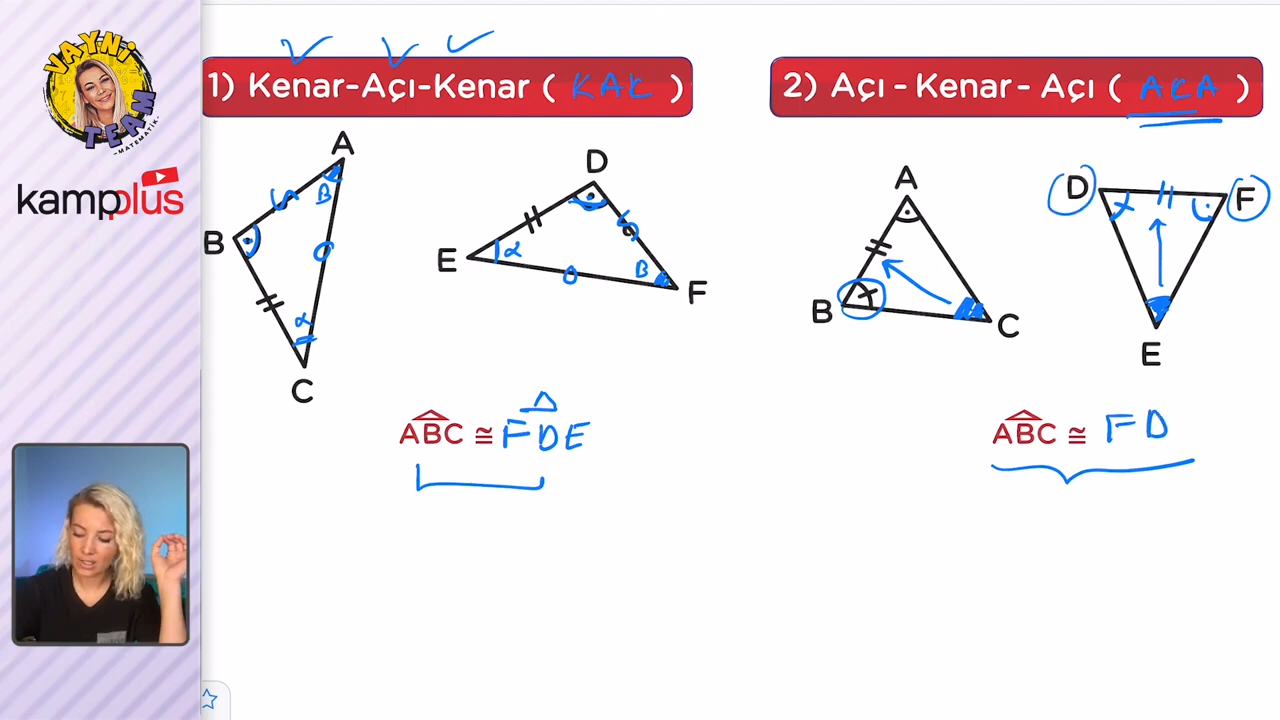 VAYNİ
TEAM
-MATEMATİK-
kampplus
1) Kenar-Açı-Kenar ( KAK )
A
B
C
B
α
D
E
F
α
B
ABC ≅ FDE
2) Açı - Kenar - Açı ( AKA )
A
B
C
D
F
E
ABC ≅ FD